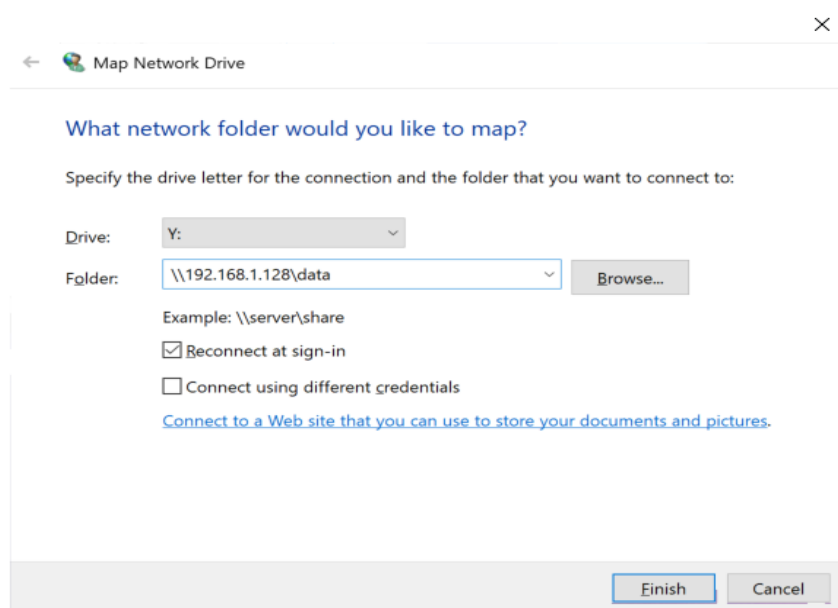 Map Network Drive
What network folder would you like to map?
Specify the drive letter for the connection and the folder that you want to connect to:
Drive: Y:
Folder: \\192.168.1.128\data Browse...
Example: \\server\share
Reconnect at sign-in
Connect using different credentials
Connect to a Web site that you can use to store your documents and pictures.
Finish Cancel